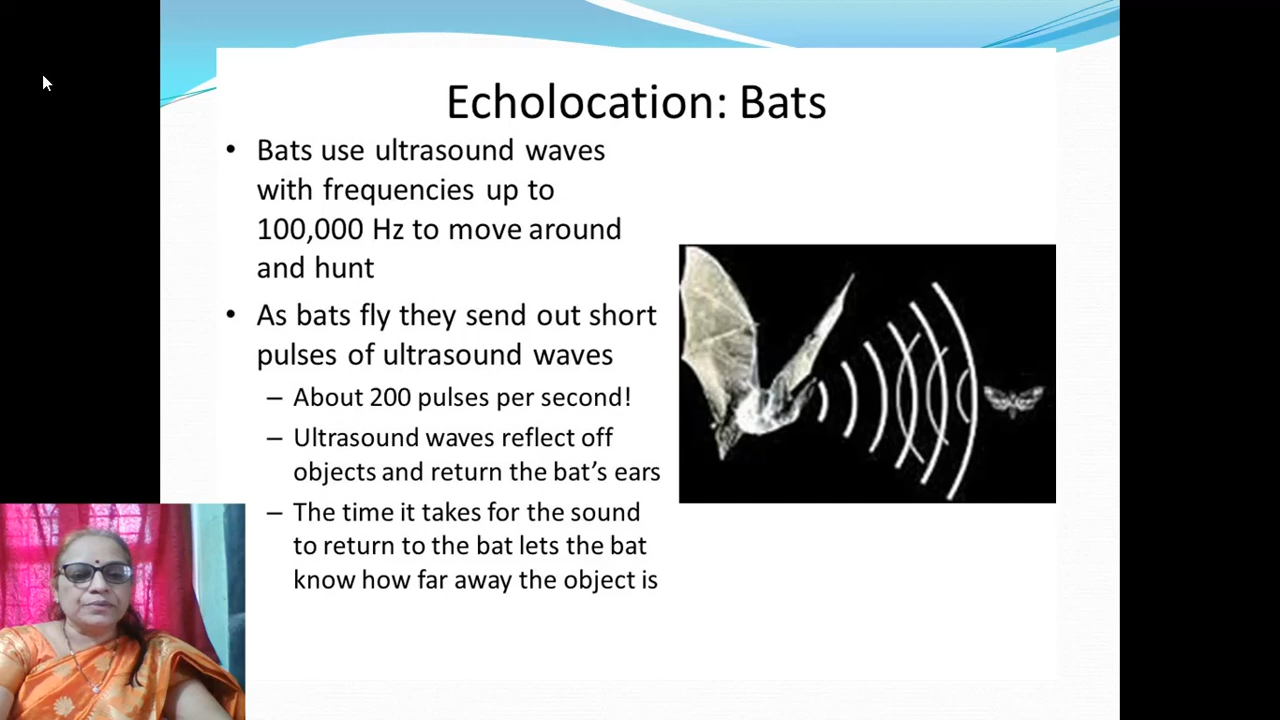 Echolocation: Bats
• Bats use ultrasound waves
with frequencies up to
100,000 Hz to move around
and hunt
• As bats fly they send out short
pulses of ultrasound waves
– About 200 pulses per second!
– Ultrasound waves reflect off
objects and return the bat’s ears
– The time it takes for the sound
to return to the bat lets the bat
know how far away the object is